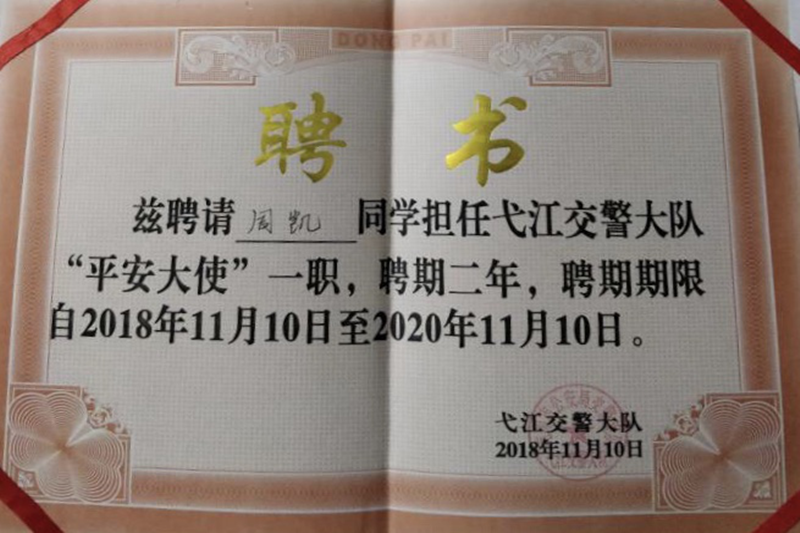 DONG PAI
聘书
兹聘请周凯同学担任弋江交警大队
“平安大使”一职，聘期二年，聘期期限
自2018年11月10日至2020年11月10日。
弋江交警大队
2018年11月10日